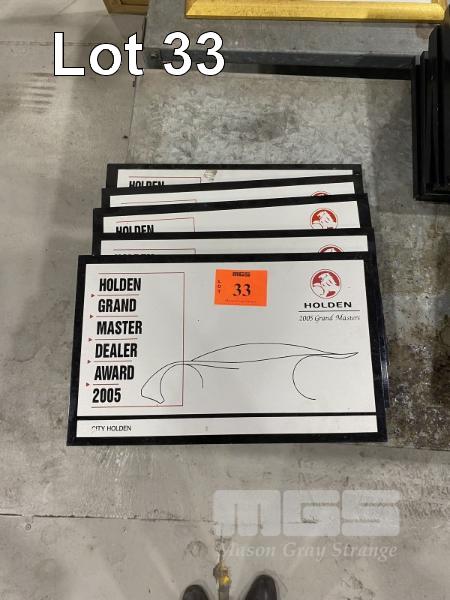 Lot 33
HOLDEN
HOLDEN
HOLDEN
HOLDEN
GRAND
MASTER
DEALER
AWARD
2005
MGS
LOT
33
HOLDEN
2005 Grand Masters
CITY HOLDEN
MGS
Mason Gray Strange